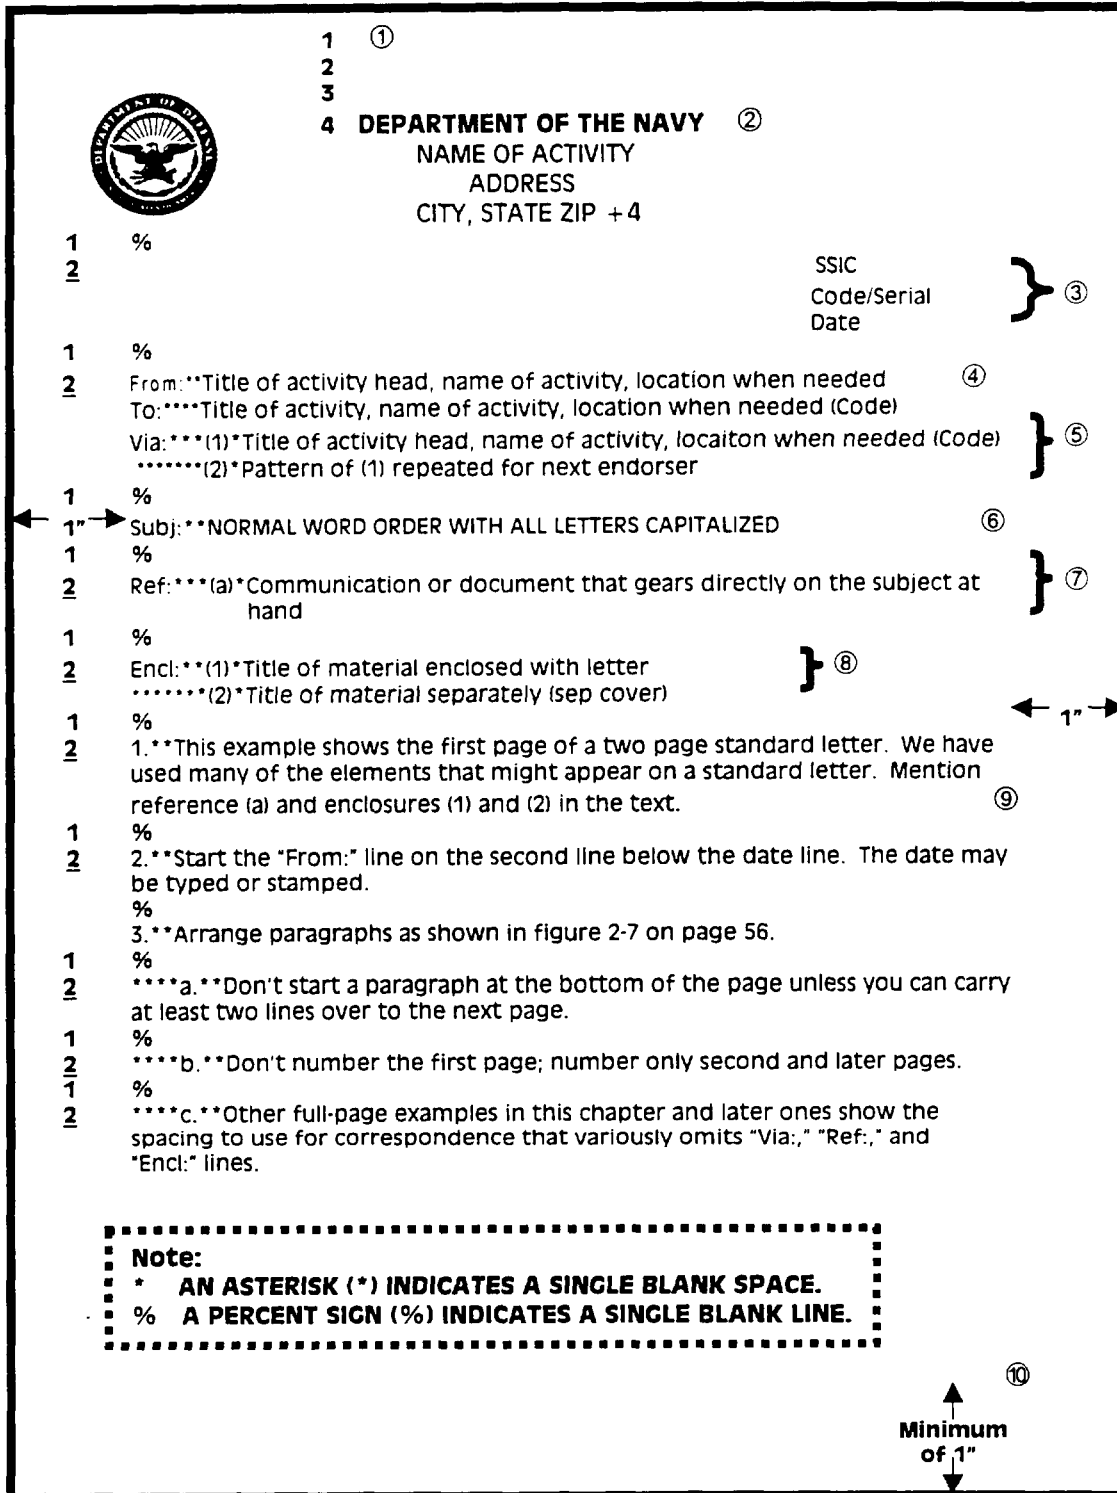 1 ①
2
3
4 DEPARTMENT OF THE NAVY ②
NAME OF ACTIVITY
ADDRESS
CITY, STATE ZIP +4
DEPARTMENT OF DEFENSE
1 %
2 SSIC
Code/Serial ③
Date
1 %
2 From:**Title of activity head, name of activity, location when needed ④
To:****Title of activity, name of activity, location when needed (Code)
Via:***(1)*Title of activity head, name of activity, locaiton when needed (Code) ⑤
*******(2)*Pattern of (1) repeated for next endorser
1 %
1" Subj:**NORMAL WORD ORDER WITH ALL LETTERS CAPITALIZED ⑥
1 %
2 Ref:***(a)*Communication or document that gears directly on the subject at ⑦
hand
1 %
2 Encl:**(1)*Title of material enclosed with letter ⑧
*******(2)*Title of material separately (sep cover)
1 % 1"
2 1.**This example shows the first page of a two page standard letter. We have
used many of the elements that might appear on a standard letter. Mention
reference (a) and enclosures (1) and (2) in the text. ⑨
1 %
2 2.**Start the "From:" line on the second line below the date line. The date may
be typed or stamped.
%
3.**Arrange paragraphs as shown in figure 2-7 on page 56.
1 %
2 ****a.**Don't start a paragraph at the bottom of the page unless you can carry
at least two lines over to the next page.
1 %
2 ****b.**Don't number the first page; number only second and later pages.
1 %
2 ****c.**Other full-page examples in this chapter and later ones show the
spacing to use for correspondence that variously omits "Via:," "Ref:," and
"Encl:" lines.
Note:
* AN ASTERISK (*) INDICATES A SINGLE BLANK SPACE.
% A PERCENT SIGN (%) INDICATES A SINGLE BLANK LINE.
⑩
Minimum
of 1"